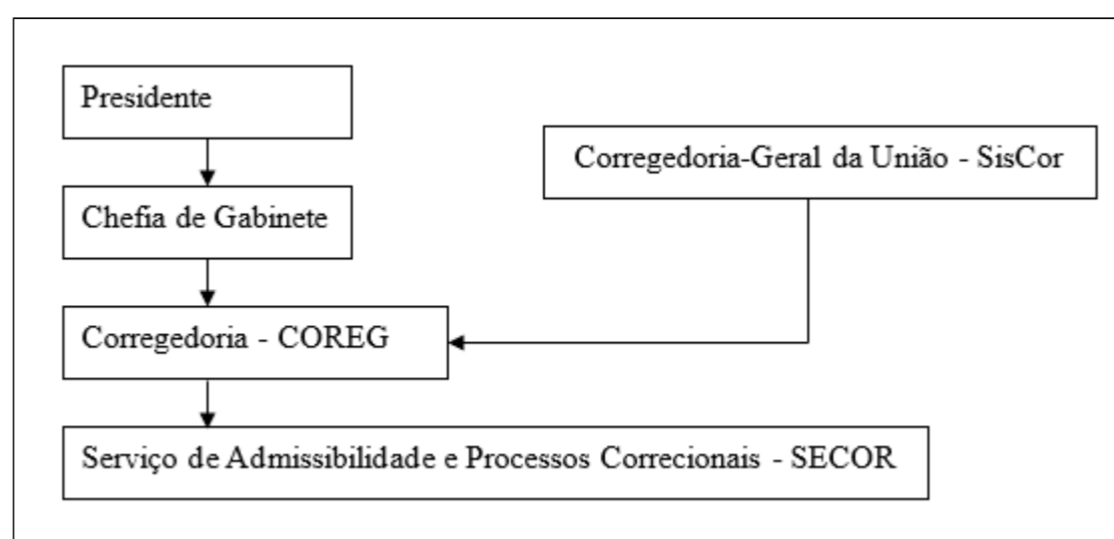 Presidente
Corregedoria-Geral da União - SisCor
Chefia de Gabinete
Corregedoria - COREG
Serviço de Admissibilidade e Processos Correcionais - SECOR